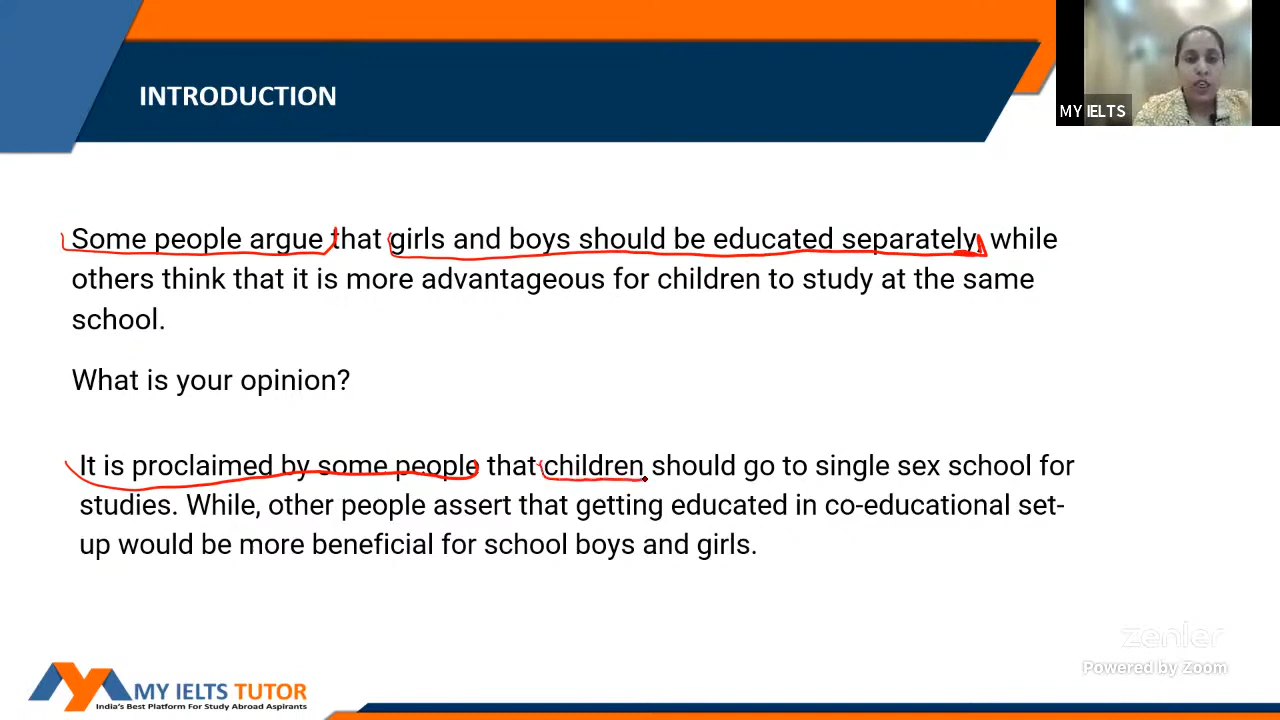 INTRODUCTION
MY IELTS
Some people argue that girls and boys should be educated separately, while
others think that it is more advantageous for children to study at the same
school.
What is your opinion?
It is proclaimed by some people that children should go to single sex school for
studies. While, other people assert that getting educated in co-educational set-
up would be more beneficial for school boys and girls.
zenler
Powered by Zoom
MY IELTS TUTOR
India's Best Platform For Study Abroad Aspirants